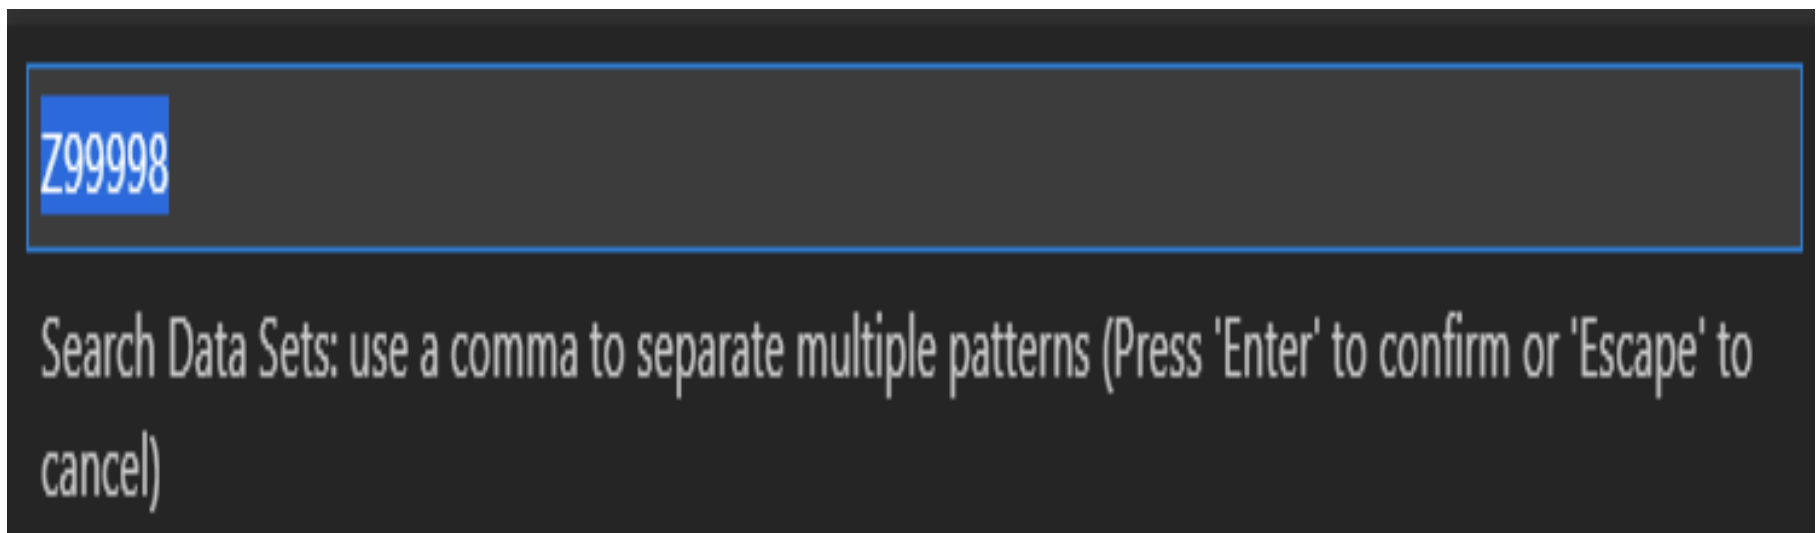 Z99998
Search Data Sets: use a comma to separate multiple patterns (Press 'Enter' to confirm or 'Escape' to
cancel)